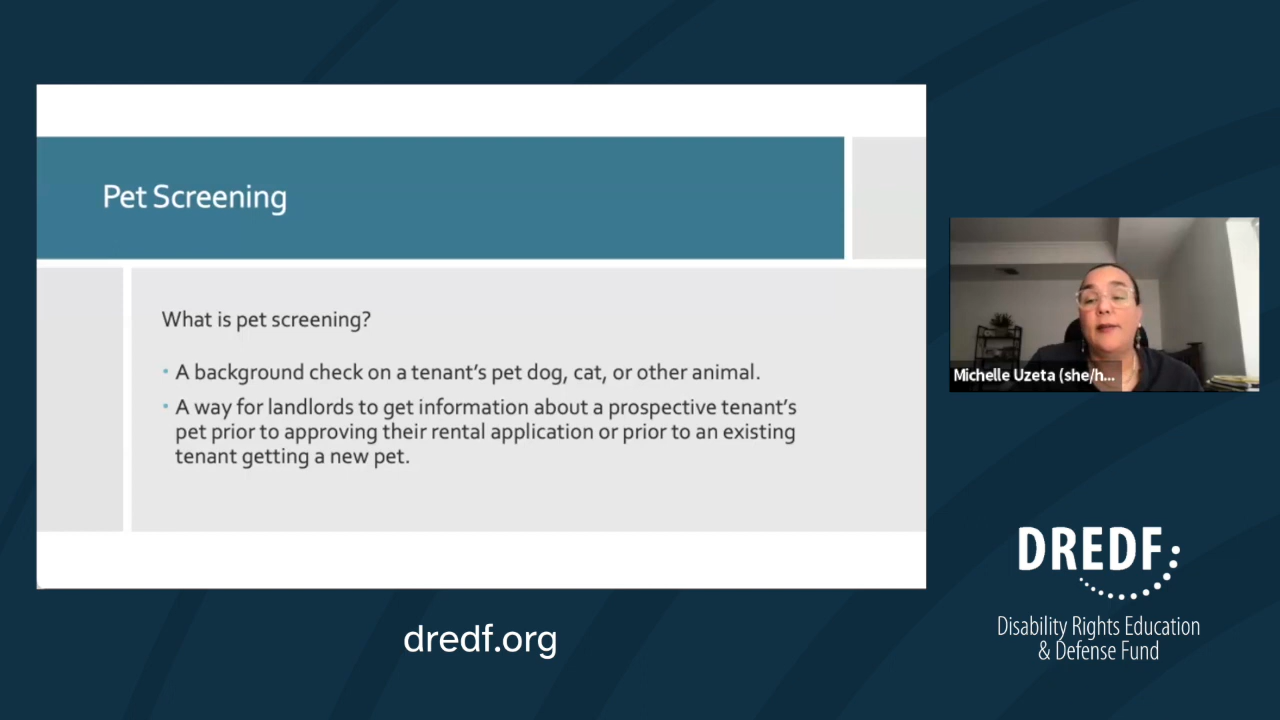 Pet Screening
What is pet screening?
• A background check on a tenant's pet dog, cat, or other animal.
• A way for landlords to get information about a prospective tenant's
pet prior to approving their rental application or prior to an existing
tenant getting a new pet.
Michelle Uzeta (she/h...
DREDF
Disability Rights Education
& Defense Fund
dredf.org